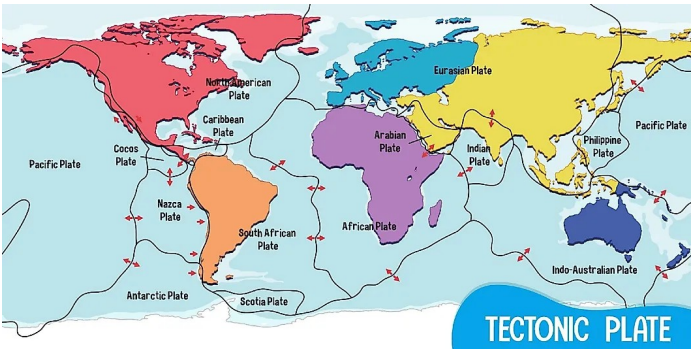 North American
Plate
Eurasian Plate
Caribbean
Plate
Cocos
Plate
Arabian
Plate
Indian
Plate
Philippine
Plate
Pacific Plate
Pacific Plate
Nazca
Plate
South African
Plate
African Plate
Indo-Australian Plate
Antarctic Plate
Scotia Plate
TECTONIC PLATE